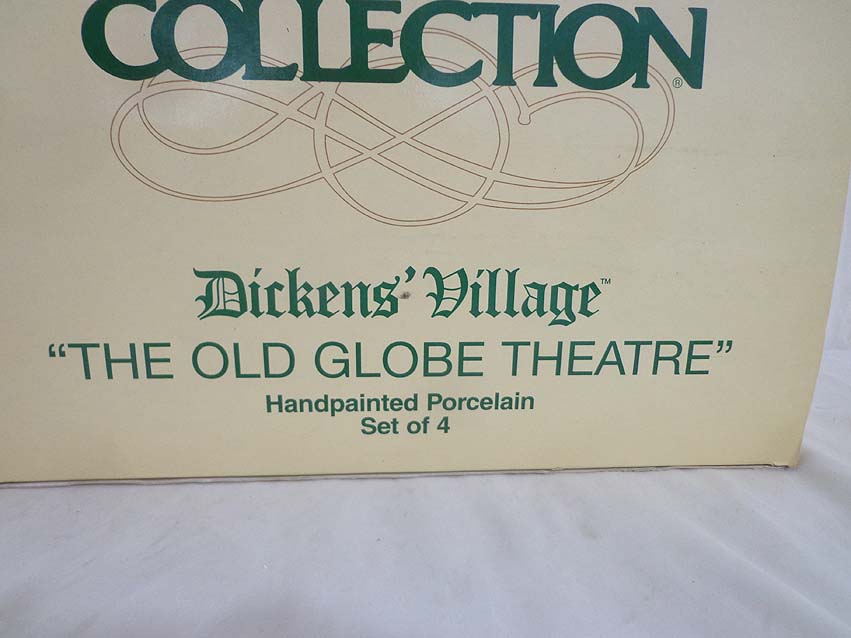 COLLECTION®
Dickens' Village™
“THE OLD GLOBE THEATRE”
Handpainted Porcelain
Set of 4